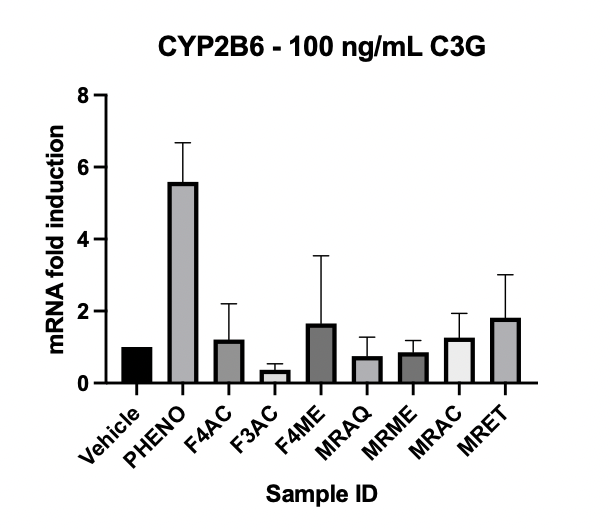 CYP2B6 - 100 ng/mL C3G
mRNA fold induction
8
6
4
2
0
Vehicle
PHENO
F4AC
F3AC
F4ME
MRAQ
MRME
MRAC
MRET
Sample ID